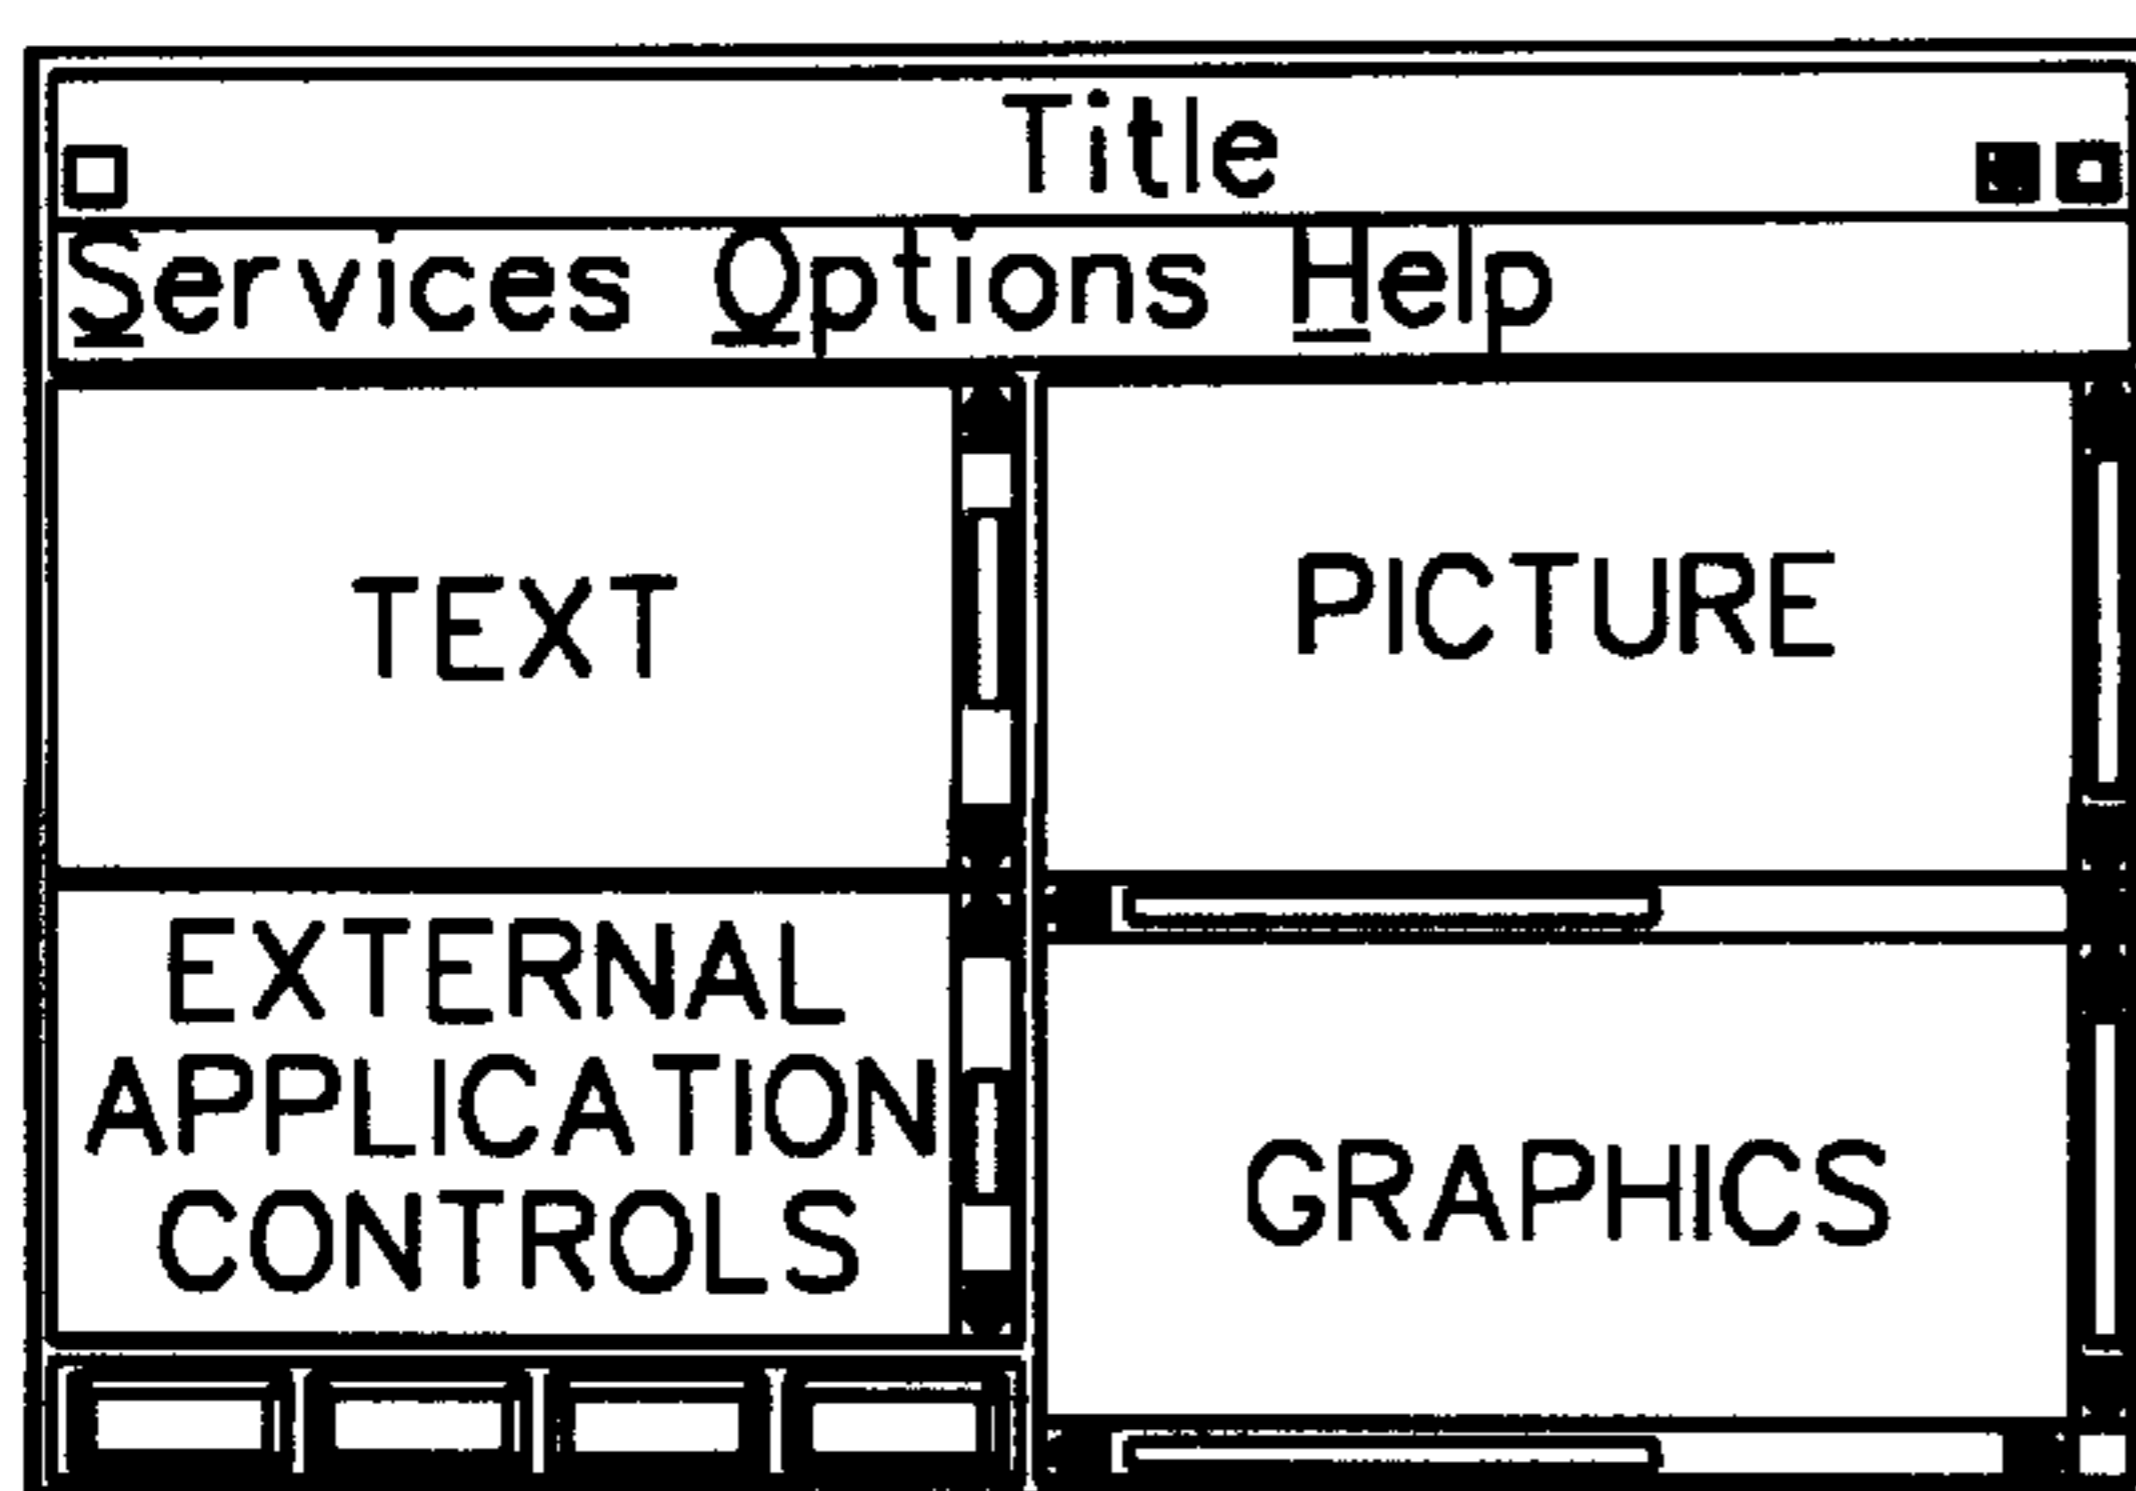 Title
Services Options Help
TEXT
PICTURE
EXTERNAL
APPLICATION
CONTROLS
GRAPHICS